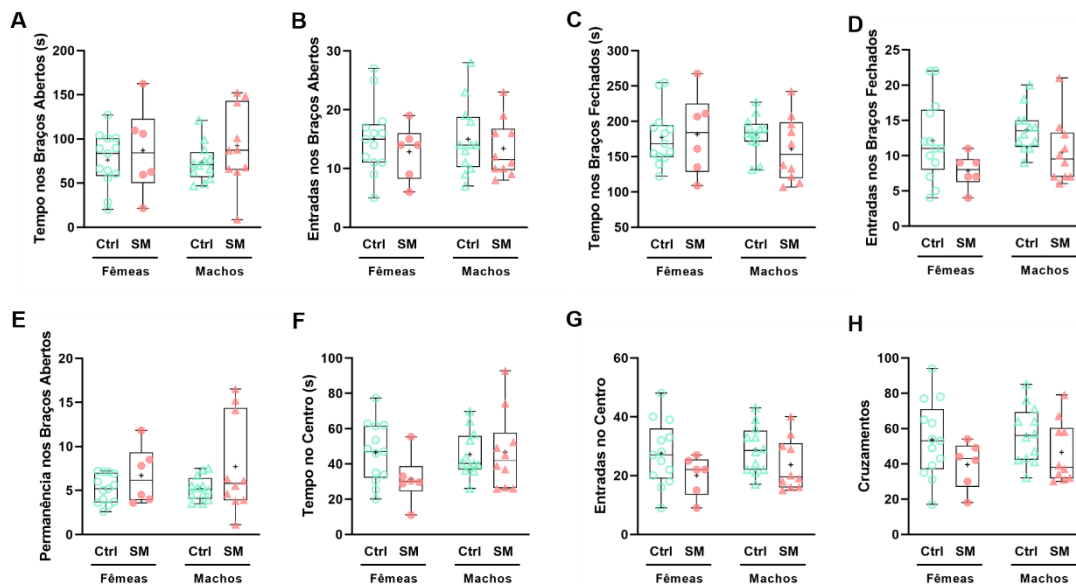 A
Tempo nos Braços Abertos (s)
200
150
100
50
0
Ctrl SM Ctrl SM
Fêmeas Machos
B
Entradas nos Braços Abertos
30
20
10
0
Ctrl SM Ctrl SM
Fêmeas Machos
C
Tempo nos Braços Fechados (s)
300
250
200
150
100
50
Ctrl SM Ctrl SM
Fêmeas Machos
D
Entradas nos Braços Fechados
25
20
15
10
5
0
Ctrl SM Ctrl SM
Fêmeas Machos
E
Permanência nos Braços Abertos
20
15
10
5
0
Ctrl SM Ctrl SM
Fêmeas Machos
F
Tempo no Centro (s)
100
80
60
40
20
0
Ctrl SM Ctrl SM
Fêmeas Machos
G
Entradas no Centro
60
40
20
0
Ctrl SM Ctrl SM
Fêmeas Machos
H
Cruzamentos
100
80
60
40
20
0
Ctrl SM Ctrl SM
Fêmeas Machos